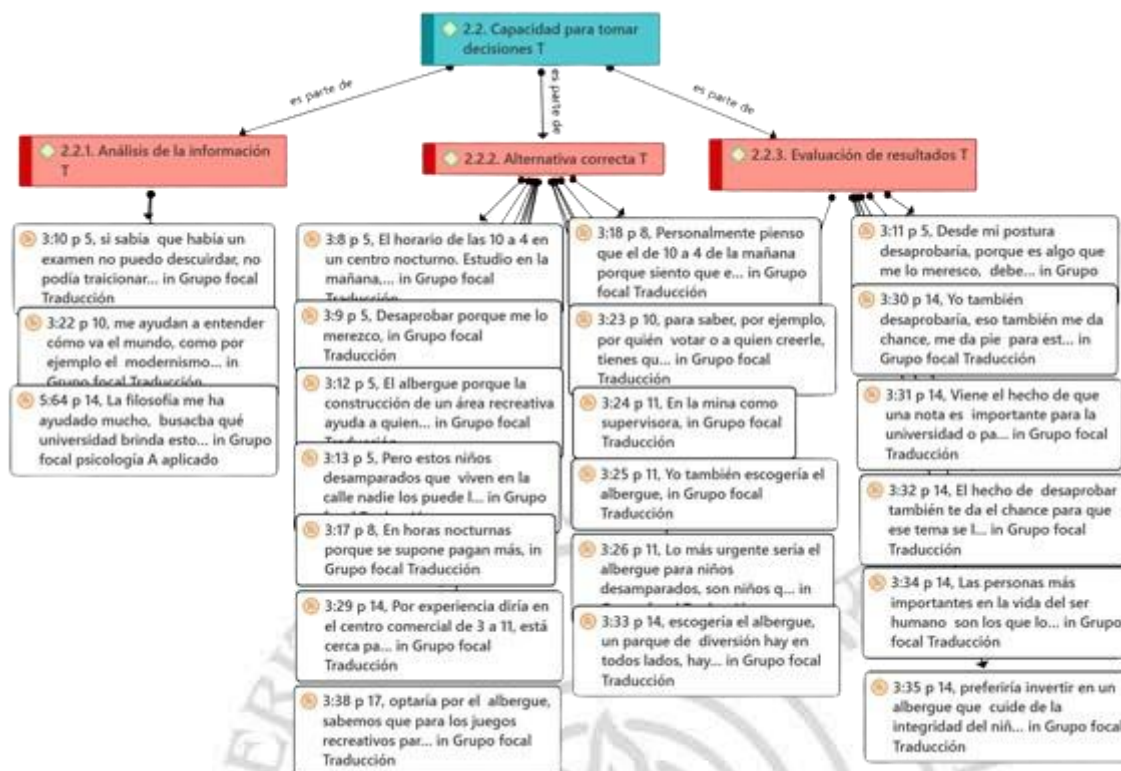 2.2. Capacidad para tomar
decisiones T
es parte de
es parte de
es parte de
2.2.1. Análisis de la información
T
2.2.2. Alternativa correcta T
2.2.3. Evaluación de resultados T
3:10 p 5, si sabía que había un
examen no puedo descuirdar, no
podía traicionar... in Grupo focal
Traducción
3:22 p 10, me ayudan a entender
cómo va el mundo, como por
ejemplo el modernismo... in
Grupo focal Traducción
5:64 p 14, La filosofía me ha
ayudado mucho, busacba qué
universidad brinda esto... in Grupo
focal psicología A aplicado
3:8 p 5, El horario de las 10 a 4 en
un centro nocturno. Estudio en la
mañana,... in Grupo focal
3:9 p 5, Desaprobar porque me lo
merezco, in Grupo focal
Traducción
3:12 p 5, El albergue porque la
construcción de un área recreativa
ayuda a quien... in Grupo focal
3:13 p 5, Pero estos niños
desamparados que viven en la
calle nadie los puede l... in Grupo
3:17 p 8, En horas nocturnas
porque se supone pagan más, in
Grupo focal Traducción
3:29 p 14, Por experiencia diría en
el centro comercial de 3 a 11, está
cerca pa... in Grupo focal
Traducción
3:38 p 17, optaría por el albergue,
sabemos que para los juegos
recreativos par... in Grupo focal
Traducción
3:18 p 8, Personalmente pienso
que el de 10 a 4 de la mañana
porque siento que e... in Grupo
focal Traducción
3:23 p 10, para saber, por ejemplo,
por quién votar o a quien creerle,
tienes qu... in Grupo focal
Traducción
3:24 p 11, En la mina como
supervisora, in Grupo focal
Traducción
3:25 p 11, Yo también escogería el
albergue, in Grupo focal
Traducción
3:26 p 11, Lo más urgente sería el
albergue para niños
desamparados, son niños q... in
3:33 p 14, escogería el albergue,
un parque de diversión hay en
todos lados, hay... in Grupo focal
Traducción
3:11 p 5, Desde mi postura
desaprobaría, porque es algo que
me lo meresco, debe... in Grupo
3:30 p 14, Yo también
desaprobaría, eso también me da
chance, me da pie para est... in
Grupo focal Traducción
3:31 p 14, Viene el hecho de que
una nota es importante para la
universidad o pa... in Grupo focal
Traducción
3:32 p 14, El hecho de desaprobar
también te da el chance para que
ese tema se l... in Grupo focal
Traducción
3:34 p 14, Las personas más
importantes en la vida del ser
humano son los que lo... in Grupo
focal Traducción
3:35 p 14, preferiría invertir en un
albergue que cuide de la
integridad del niñ... in Grupo focal
Traducción